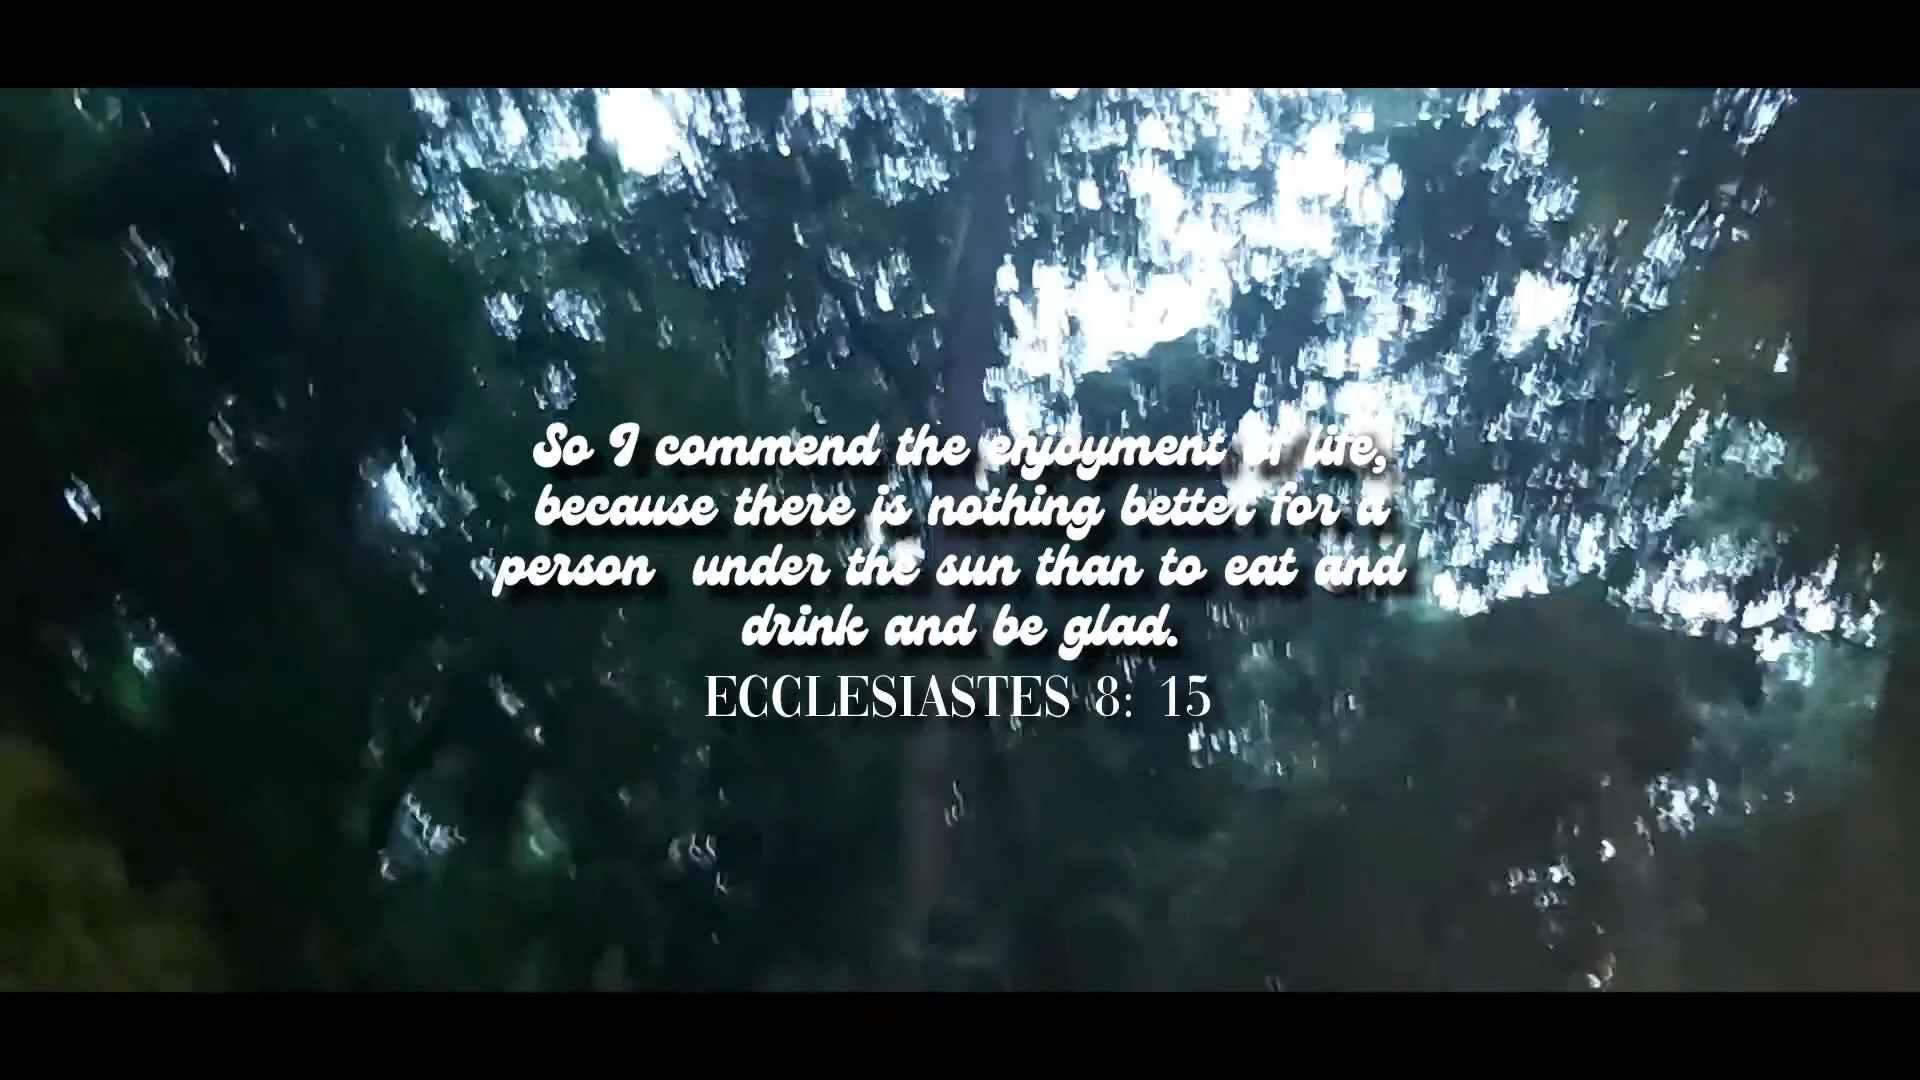 So I commend the enjoyment of life,
because there is nothing better for a
person under the sun than to eat and
drink and be glad.
ECCLESIASTES 8: 15